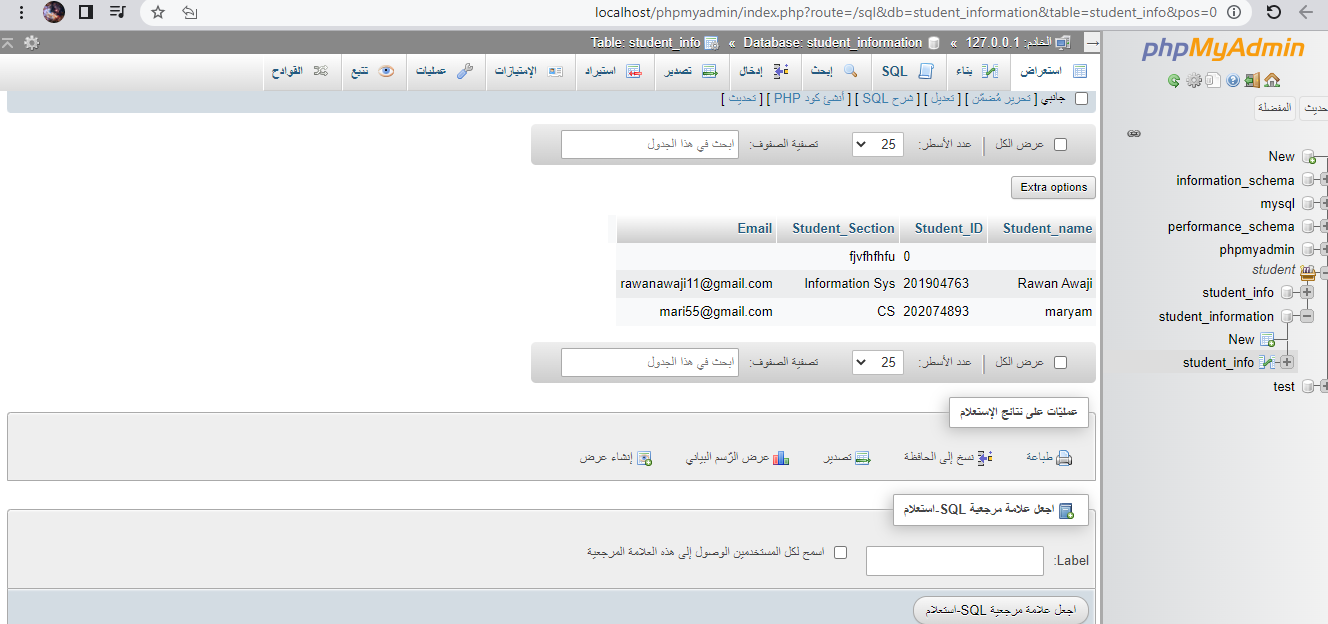 localhost/phpmyadmin/index.php?route=/sql&db=student_information&table=student_info&pos=0
phpMyAdmin
المفضلة
New
information_schema
mysql
performance_schema
phpmyadmin
student
student_info
student_information
New
student_info
test
الخادم: 127.0.0.1 » Database: student_information » Table: student_info
استعراض بناء SQL إبحث إدخال تصدير استيراد الإمتيازات عمليات تتبع القوادح
جانبي [ تحرير مُضمّن ] [ تعديل ] [ شرح SQL ] [ أنشئ كود PHP ] [ تحديث ]
عرض الكل | عدد الأسطر: 25 تصفية الصفوف: ابحث في هذا الجدول
Extra options
Student_name Student_ID Student_Section Email
0 fjvfhfhfu
Rawan Awaji 201904763 Information Sys rawanawaji11@gmail.com
maryam 202074893 CS mari55@gmail.com
عرض الكل | عدد الأسطر: 25 تصفية الصفوف: ابحث في هذا الجدول
عمليّات على نتائج الإستعلام
طباعة نسخ إلى الحافظة تصدير عرض الرّسم البياني إنشاء عرض
اجعل علامة مرجعية SQL-استعلام
Label: اسمح لكل المستخدمين الوصول إلى هذه العلامة المرجعية
اجعل علامة مرجعية SQL-استعلام